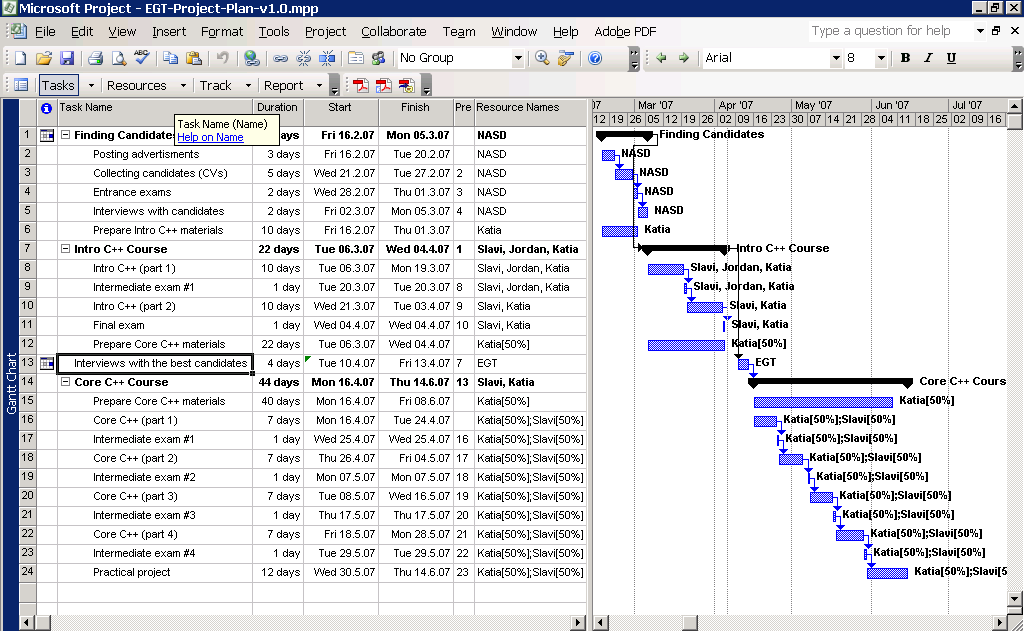 Microsoft Project - EGT-Project-Plan-v1.0.mpp
File Edit View Insert Format Tools Project Collaborate Team Window Help Adobe PDF Type a question for help
ABC No Group Arial 8 B I U
Tasks Resources Track Report
Task Name Duration Start Finish Pre Resource Names
'07 Mar '07 Apr '07 May '07 Jun '07 Jul '07
12 19 26 05 12 19 26 02 09 16 23 30 07 14 21 28 04 11 18 25 02 09 16
Task Name (Name)
Help on Name
1 Finding Candidates ays Fri 16.2.07 Mon 05.3.07 NASD Finding Candidates
2 Posting advertisments 3 days Fri 16.2.07 Tue 20.2.07 NASD NASD
3 Collecting candidates (CVs) 5 days Wed 21.2.07 Tue 27.2.07 2 NASD NASD
4 Entrance exams 2 days Wed 28.2.07 Thu 01.3.07 3 NASD NASD
5 Interviews with candidates 2 days Fri 02.3.07 Mon 05.3.07 4 NASD NASD
6 Prepare Intro C++ materials 10 days Fri 16.2.07 Thu 01.3.07 Katia Katia
7 Intro C++ Course 22 days Tue 06.3.07 Wed 04.4.07 1 Slavi, Jordan, Katia Intro C++ Course
8 Intro C++ (part 1) 10 days Tue 06.3.07 Mon 19.3.07 Slavi, Jordan, Katia Slavi, Jordan, Katia
9 Intermediate exam #1 1 day Tue 20.3.07 Tue 20.3.07 8 Slavi, Jordan, Katia Slavi, Jordan, Katia
10 Intro C++ (part 2) 10 days Wed 21.3.07 Tue 03.4.07 9 Slavi, Katia Slavi, Katia
11 Final exam 1 day Wed 04.4.07 Wed 04.4.07 10 Slavi, Katia Slavi, Katia
12 Prepare Core C++ materials 22 days Tue 06.3.07 Wed 04.4.07 Katia[50%] Katia[50%]
13 Interviews with the best candidates 4 days Tue 10.4.07 Fri 13.4.07 7 EGT EGT
14 Core C++ Course 44 days Mon 16.4.07 Thu 14.6.07 13 Slavi, Katia Core C++ Cours
15 Prepare Core C++ materials 40 days Mon 16.4.07 Fri 08.6.07 Katia[50%] Katia[50%]
16 Core C++ (part 1) 7 days Mon 16.4.07 Tue 24.4.07 Katia[50%];Slavi[50%] Katia[50%];Slavi[50%]
17 Intermediate exam #1 1 day Wed 25.4.07 Wed 25.4.07 16 Katia[50%];Slavi[50%] Katia[50%];Slavi[50%]
18 Core C++ (part 2) 7 days Thu 26.4.07 Fri 04.5.07 17 Katia[50%];Slavi[50%] Katia[50%];Slavi[50%]
19 Intermediate exam #2 1 day Mon 07.5.07 Mon 07.5.07 18 Katia[50%];Slavi[50%] Katia[50%];Slavi[50%]
20 Core C++ (part 3) 7 days Tue 08.5.07 Wed 16.5.07 19 Katia[50%];Slavi[50%] Katia[50%];Slavi[50%]
21 Intermediate exam #3 1 day Thu 17.5.07 Thu 17.5.07 20 Katia[50%];Slavi[50%] Katia[50%];Slavi[50%]
22 Core C++ (part 4) 7 days Fri 18.5.07 Mon 28.5.07 21 Katia[50%];Slavi[50%] Katia[50%];Slavi[50%]
23 Intermediate exam #4 1 day Tue 29.5.07 Tue 29.5.07 22 Katia[50%];Slavi[50%] Katia[50%];Slavi[50%]
24 Practical project 12 days Wed 30.5.07 Thu 14.6.07 23 Katia[50%];Slavi[50%] Katia[50%];Slavi[5
Gantt Chart